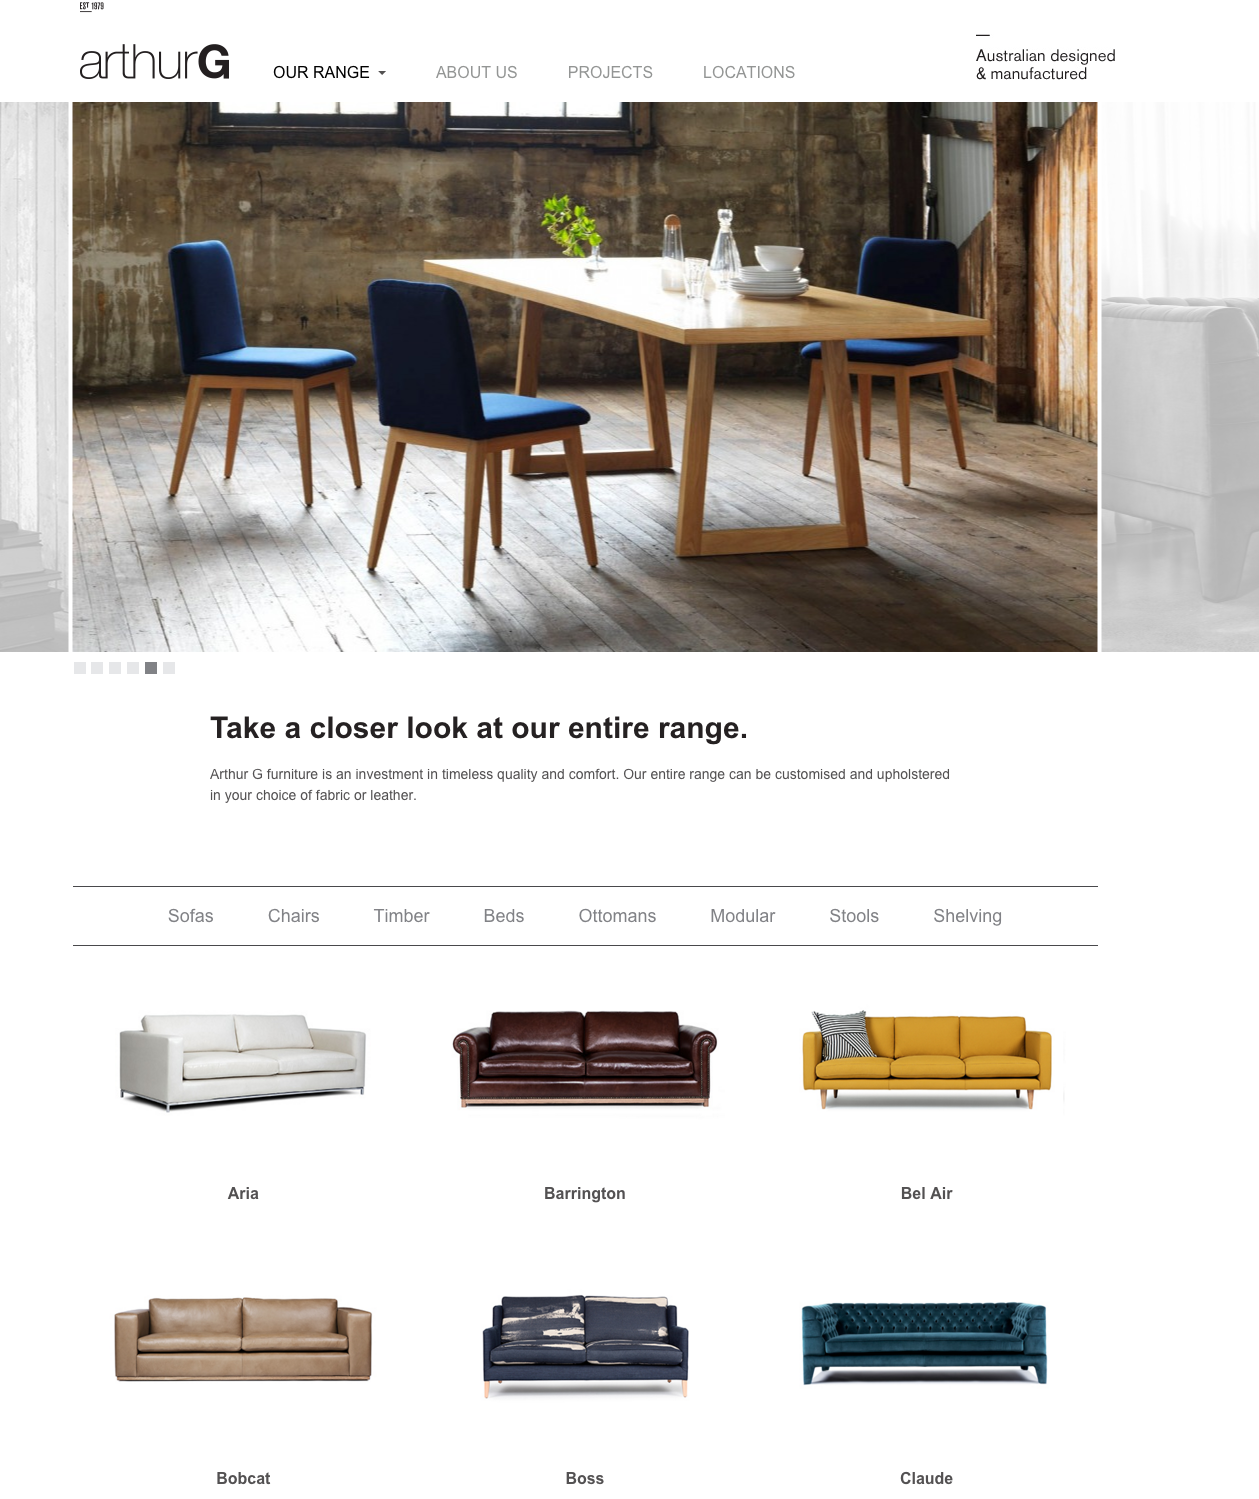 EST 1979
arthurG
OUR RANGE
ABOUT US
PROJECTS
LOCATIONS
Australian designed
& manufactured
Take a closer look at our entire range.
Arthur G furniture is an investment in timeless quality and comfort. Our entire range can be customised and upholstered
in your choice of fabric or leather.
Sofas
Chairs
Timber
Beds
Ottomans
Modular
Stools
Shelving
Aria
Barrington
Bel Air
Bobcat
Boss
Claude